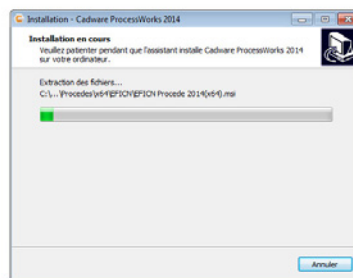 Installation - Cadware ProcessWorks 2014
Installation en cours
Veuillez patienter pendant que l'assistant installe Cadware ProcessWorks 2014
sur votre ordinateur.
Extraction des fichiers...
C:\...\Procedes\x64\EFICN\EFICN Procede 2014(x64).msi
Annuler